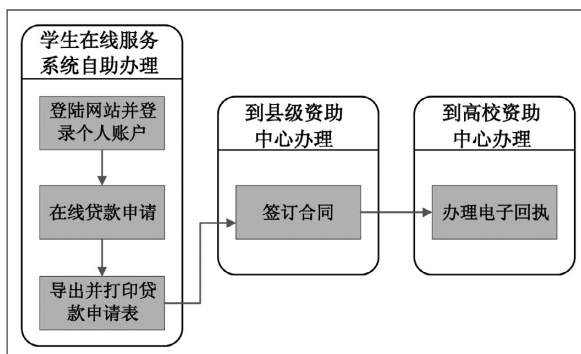 学生在线服务
系统自助办理
登陆网站并登
录个人账户
在线贷款申请
导出并打印贷
款申请表
到县级资助
中心办理
签订合同
到高校资助
中心办理
办理电子回执